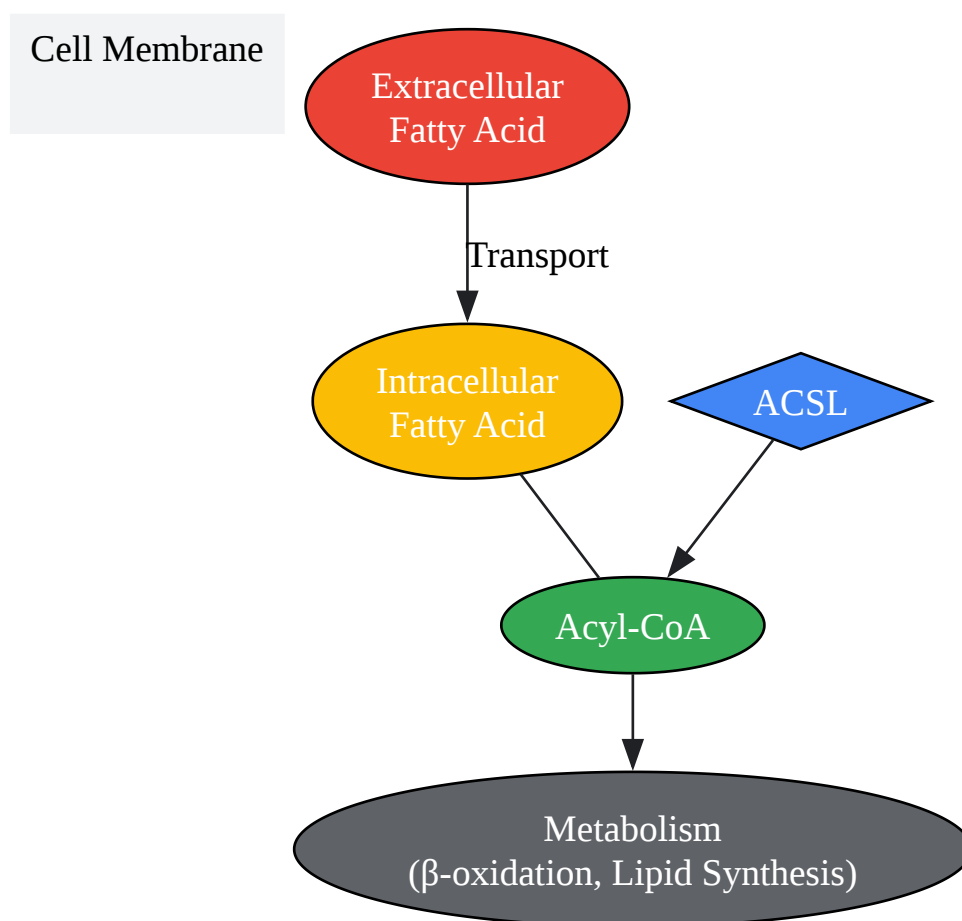 Cell Membrane
Extracellular
Fatty Acid
Transport
Intracellular
Fatty Acid
ACSL
Acyl-CoA
Metabolism
(β-oxidation, Lipid Synthesis)